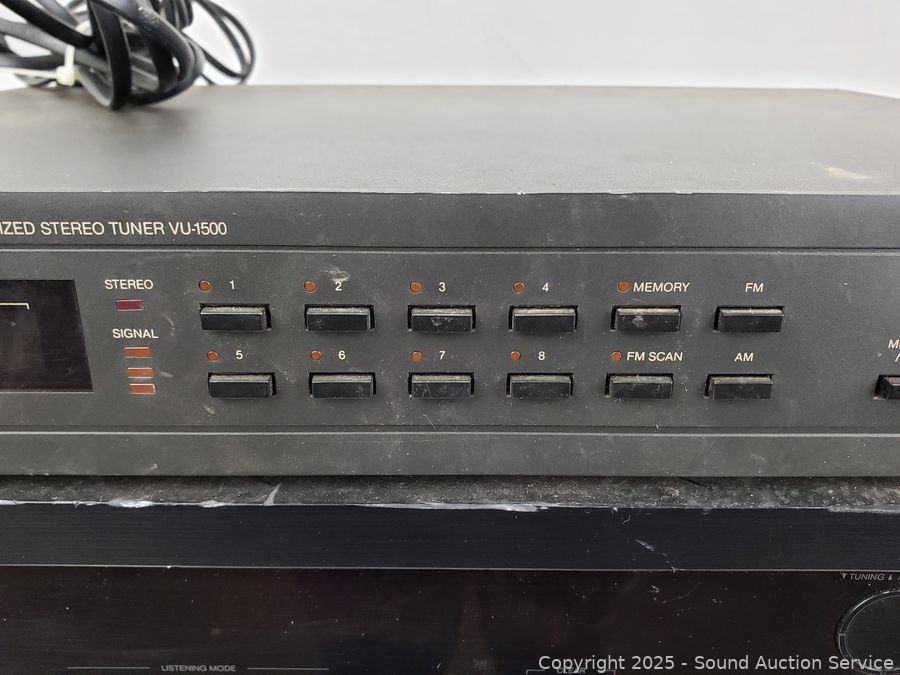 IZED STEREO TUNER VU-1500
STEREO
1
2
3
4
MEMORY
FM
SIGNAL
5
6
7
8
FM SCAN
AM
TUNING
LISTENING MODE
CLEAR
Copyright © 2025 - Sound Auction Service